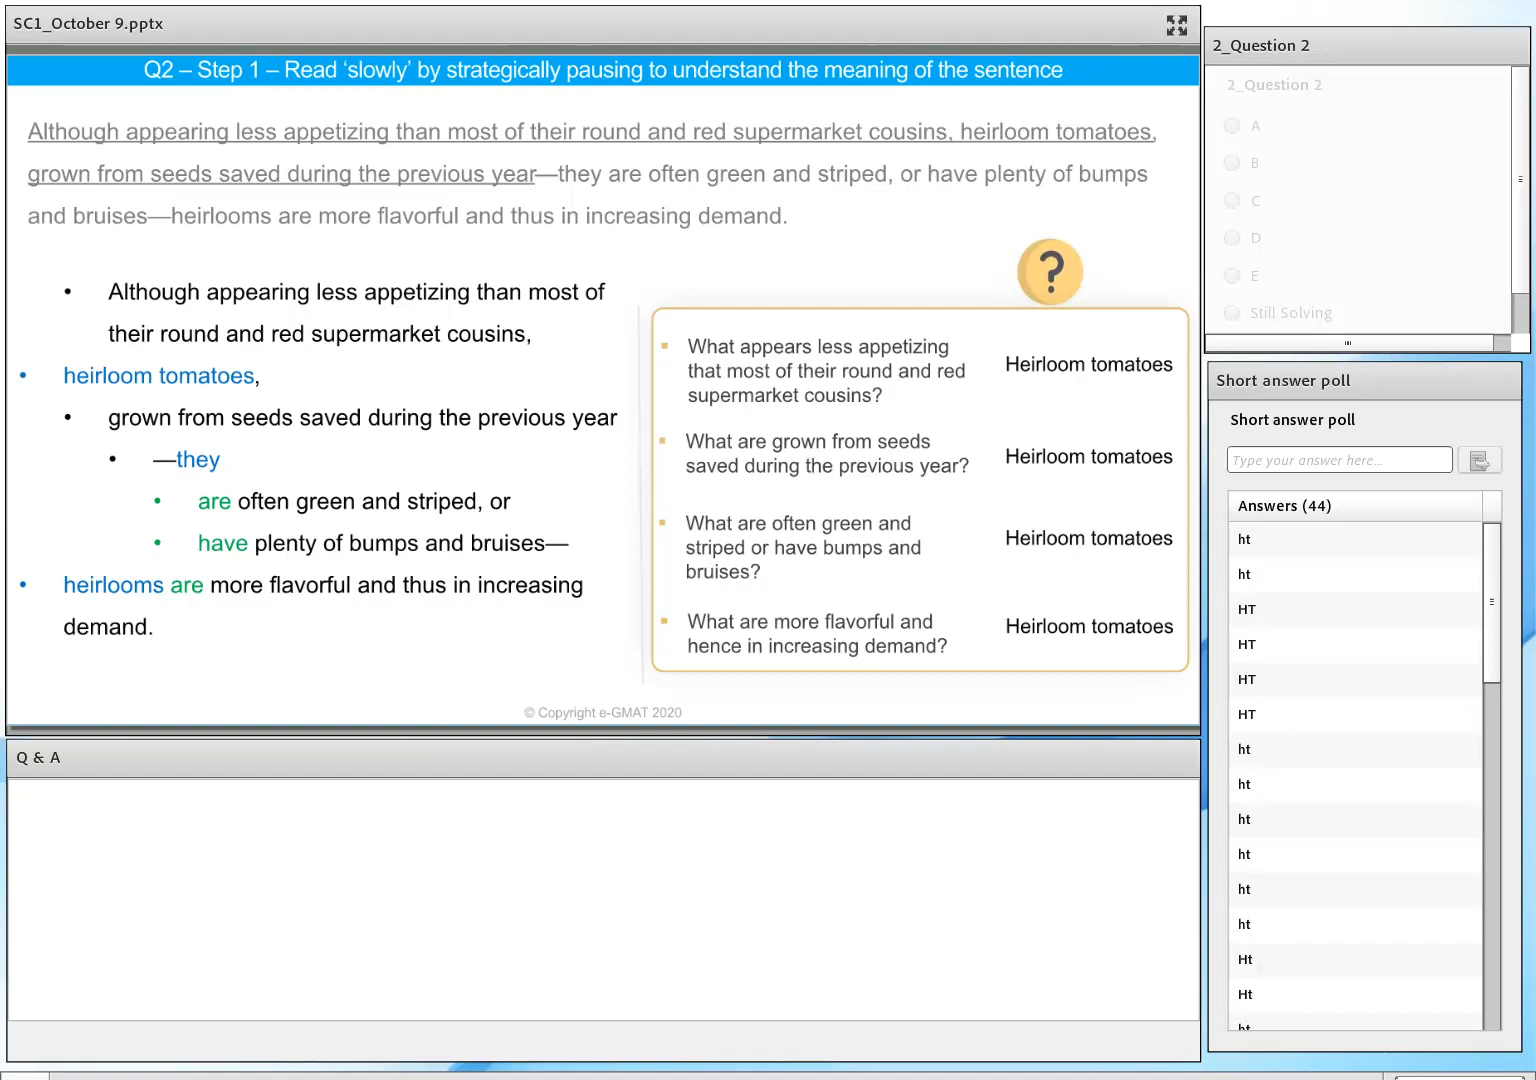 SC1_October 9.pptx
Q2 – Step 1 – Read ‘slowly’ by strategically pausing to understand the meaning of the sentence
Although appearing less appetizing than most of their round and red supermarket cousins, heirloom tomatoes,
grown from seeds saved during the previous year—they are often green and striped, or have plenty of bumps
and bruises—heirlooms are more flavorful and thus in increasing demand.
• Although appearing less appetizing than most of
their round and red supermarket cousins,
• heirloom tomatoes,
• grown from seeds saved during the previous year
• —they
• are often green and striped, or
• have plenty of bumps and bruises—
• heirlooms are more flavorful and thus in increasing
demand.
?
What appears less appetizing
that most of their round and red
supermarket cousins?
Heirloom tomatoes
What are grown from seeds
saved during the previous year?
Heirloom tomatoes
What are often green and
striped or have bumps and
bruises?
Heirloom tomatoes
What are more flavorful and
hence in increasing demand?
Heirloom tomatoes
© Copyright e-GMAT 2020
Q & A
2_Question 2
2_Question 2
A
B
C
D
E
Still Solving
Short answer poll
Short answer poll
Type your answer here...
Answers (44)
ht
ht
HT
HT
HT
HT
ht
ht
ht
ht
ht
ht
Ht
Ht
ht